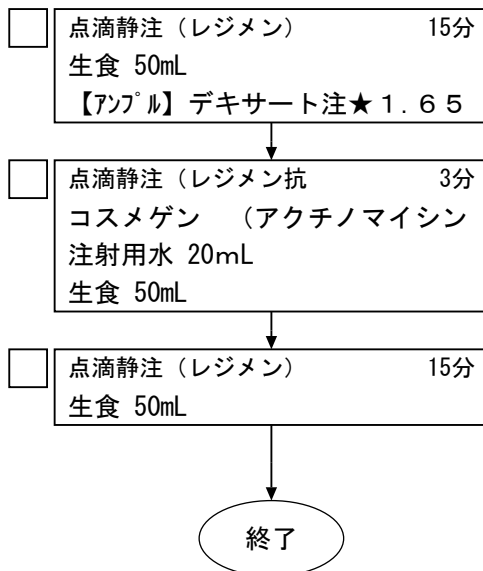 点滴静注（レジメン） 15分
生食 50mL
【ｱﾝﾌﾟﾙ】デキサート注★１．６５
点滴静注（レジメン抗 3分
コスメゲン （アクチノマイシン
注射用水 20mL
生食 50mL
点滴静注（レジメン） 15分
生食 50mL
終了